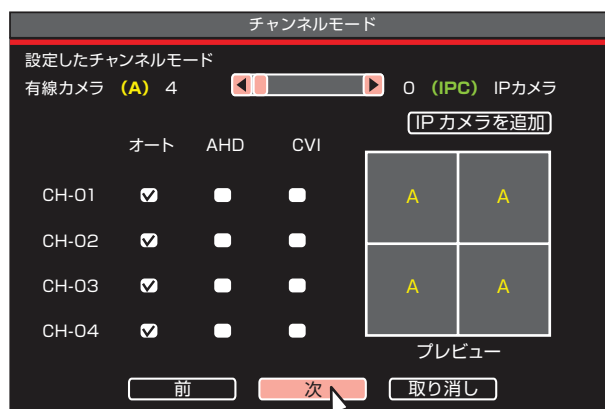 チャンネルモード
設定したチャンネルモード
有線カメラ (A) 4 0 (IPC) IPカメラ
IP カメラを追加
オート AHD CVI
CH-01
A A
CH-02
CH-03
A A
CH-04
プレビュー
前 次 取り消し